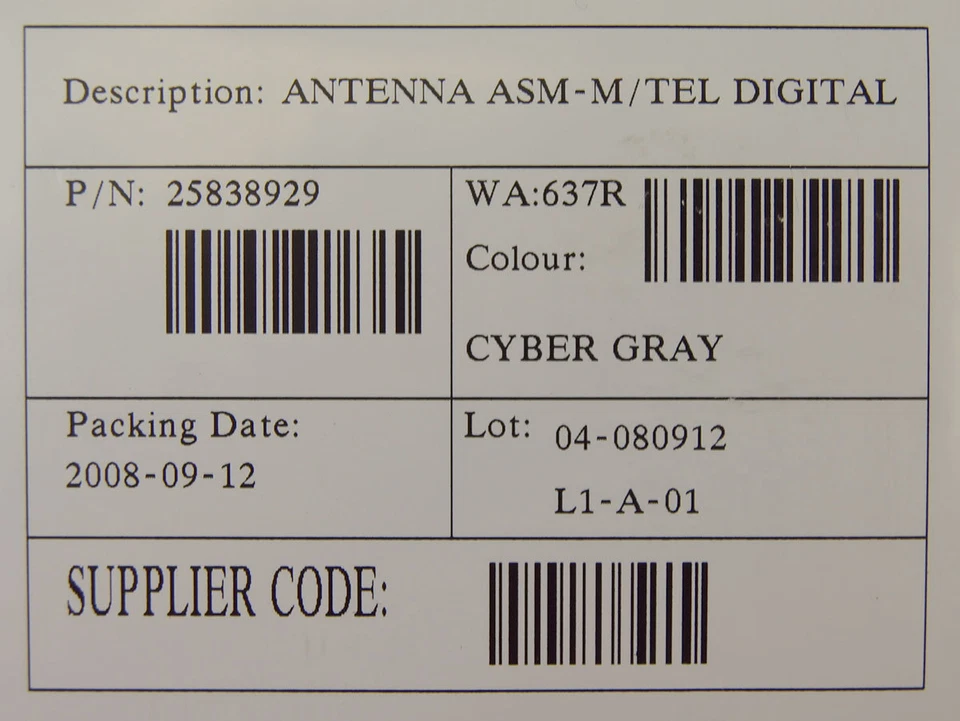 Description: ANTENNA ASM-M/TEL DIGITAL
P/N: 25838929
WA:637R
Colour:
CYBER GRAY
Packing Date:
2008-09-12
Lot: 04-080912
L1-A-01
SUPPLIER CODE: